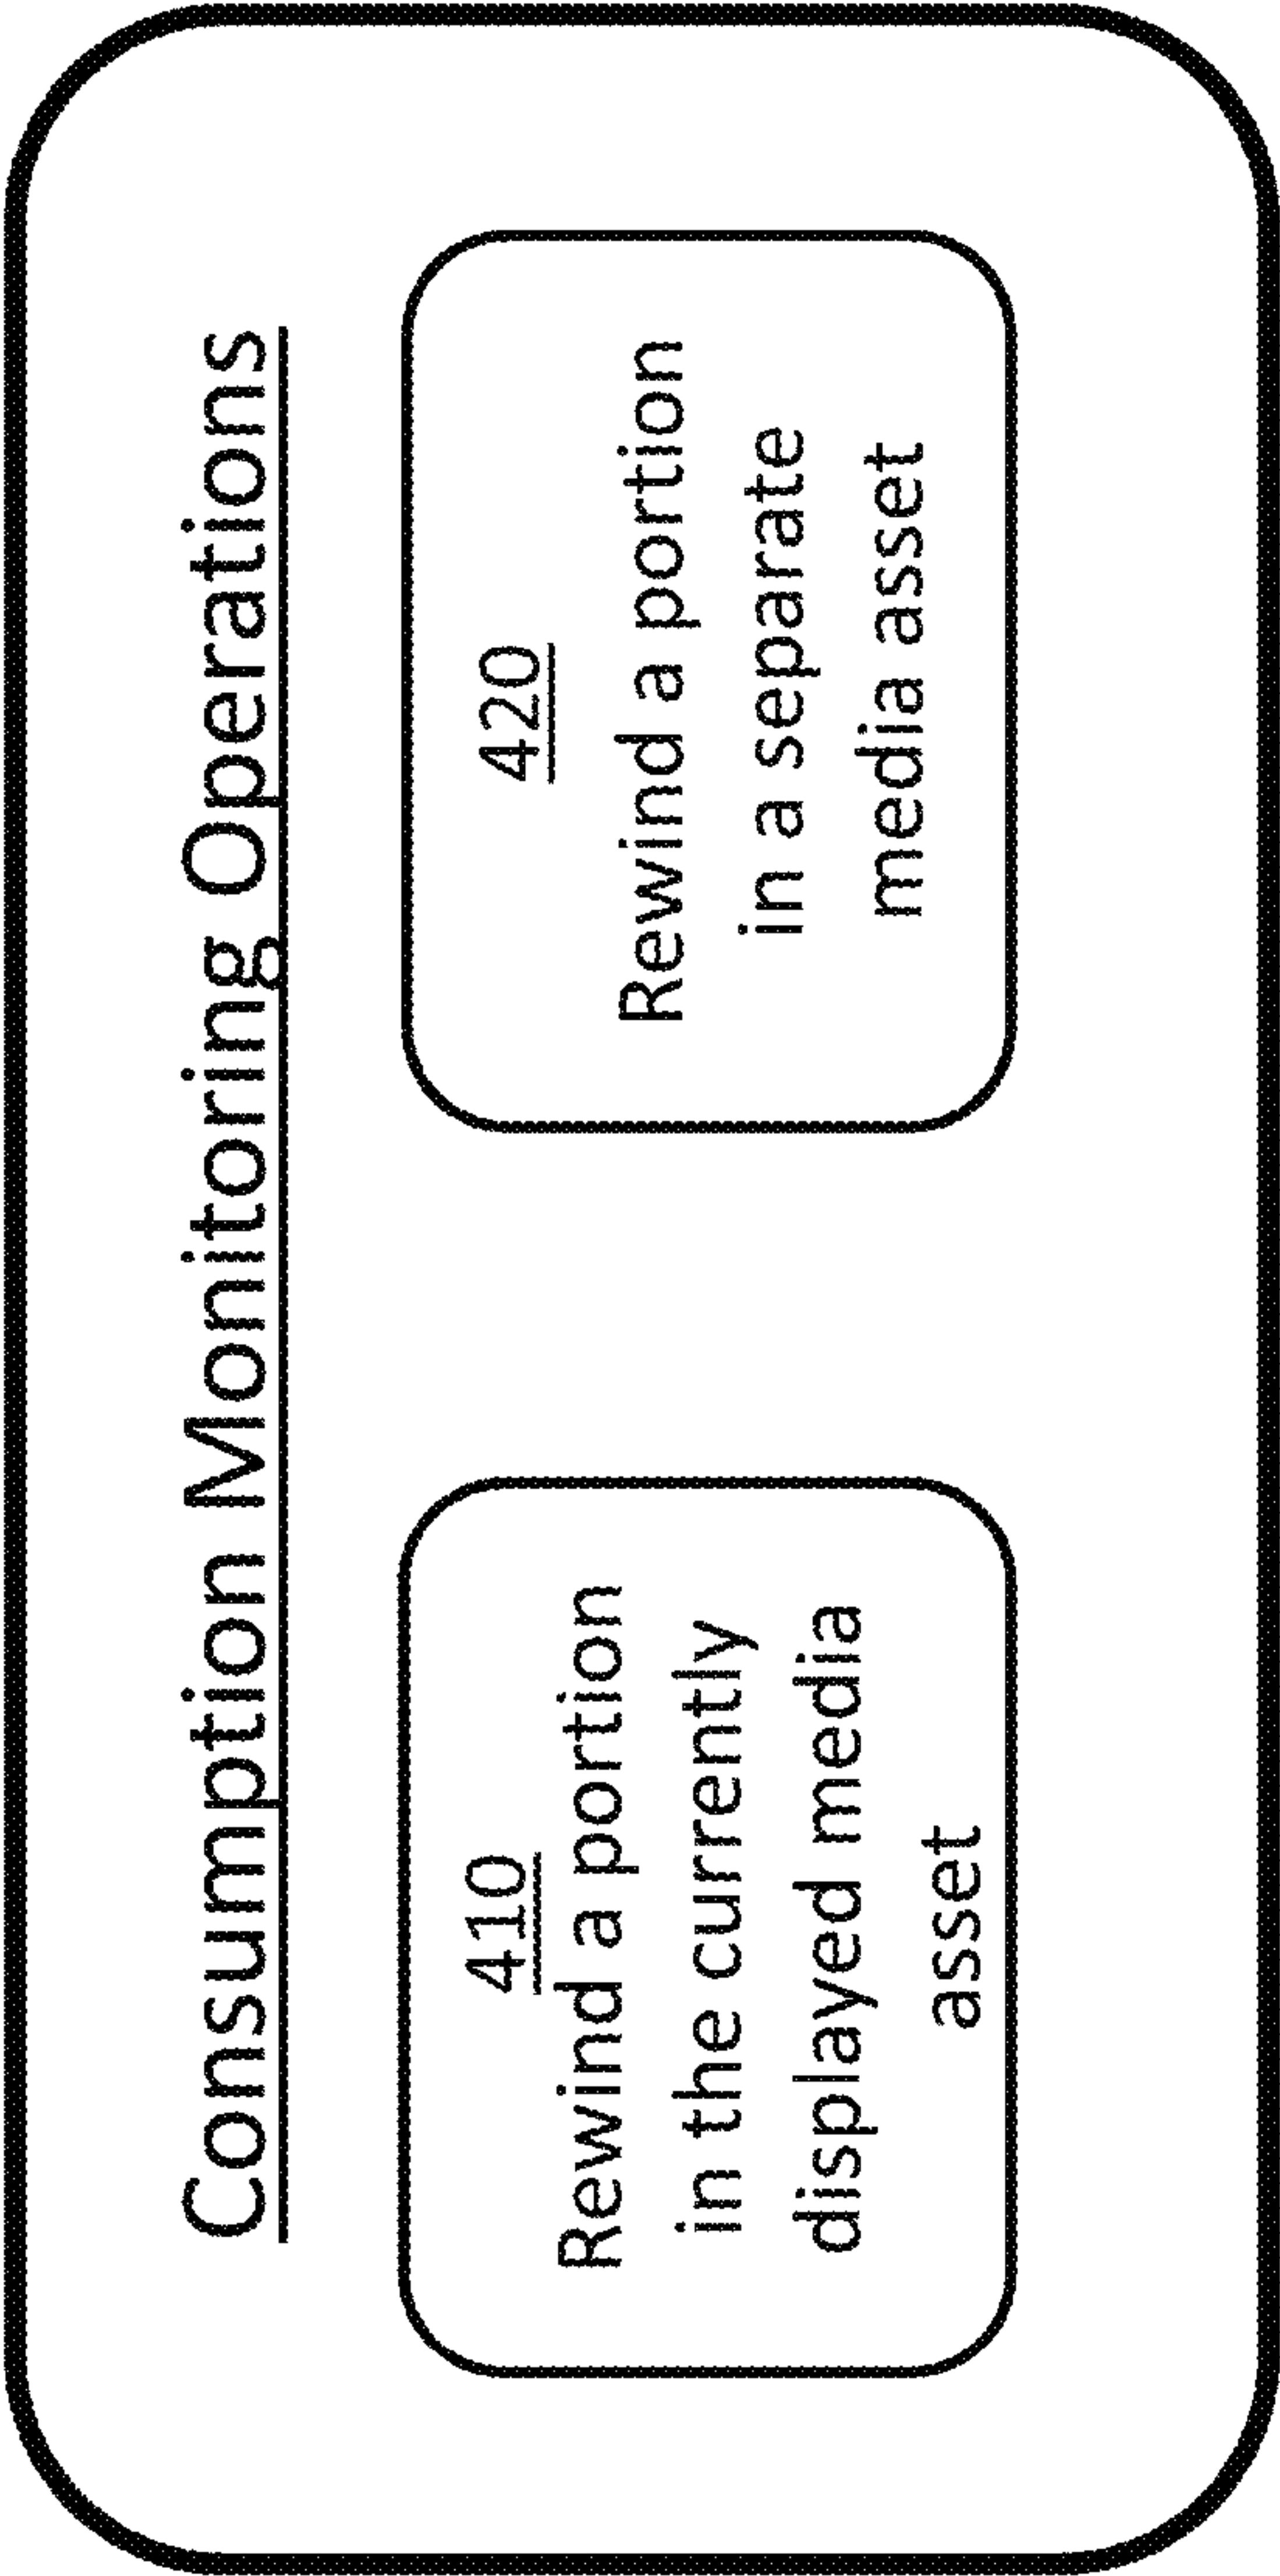 Consumption Monitoring Operations
410
Rewind a portion
in the currently
displayed media
asset
420
Rewind a portion
in a separate
media asset